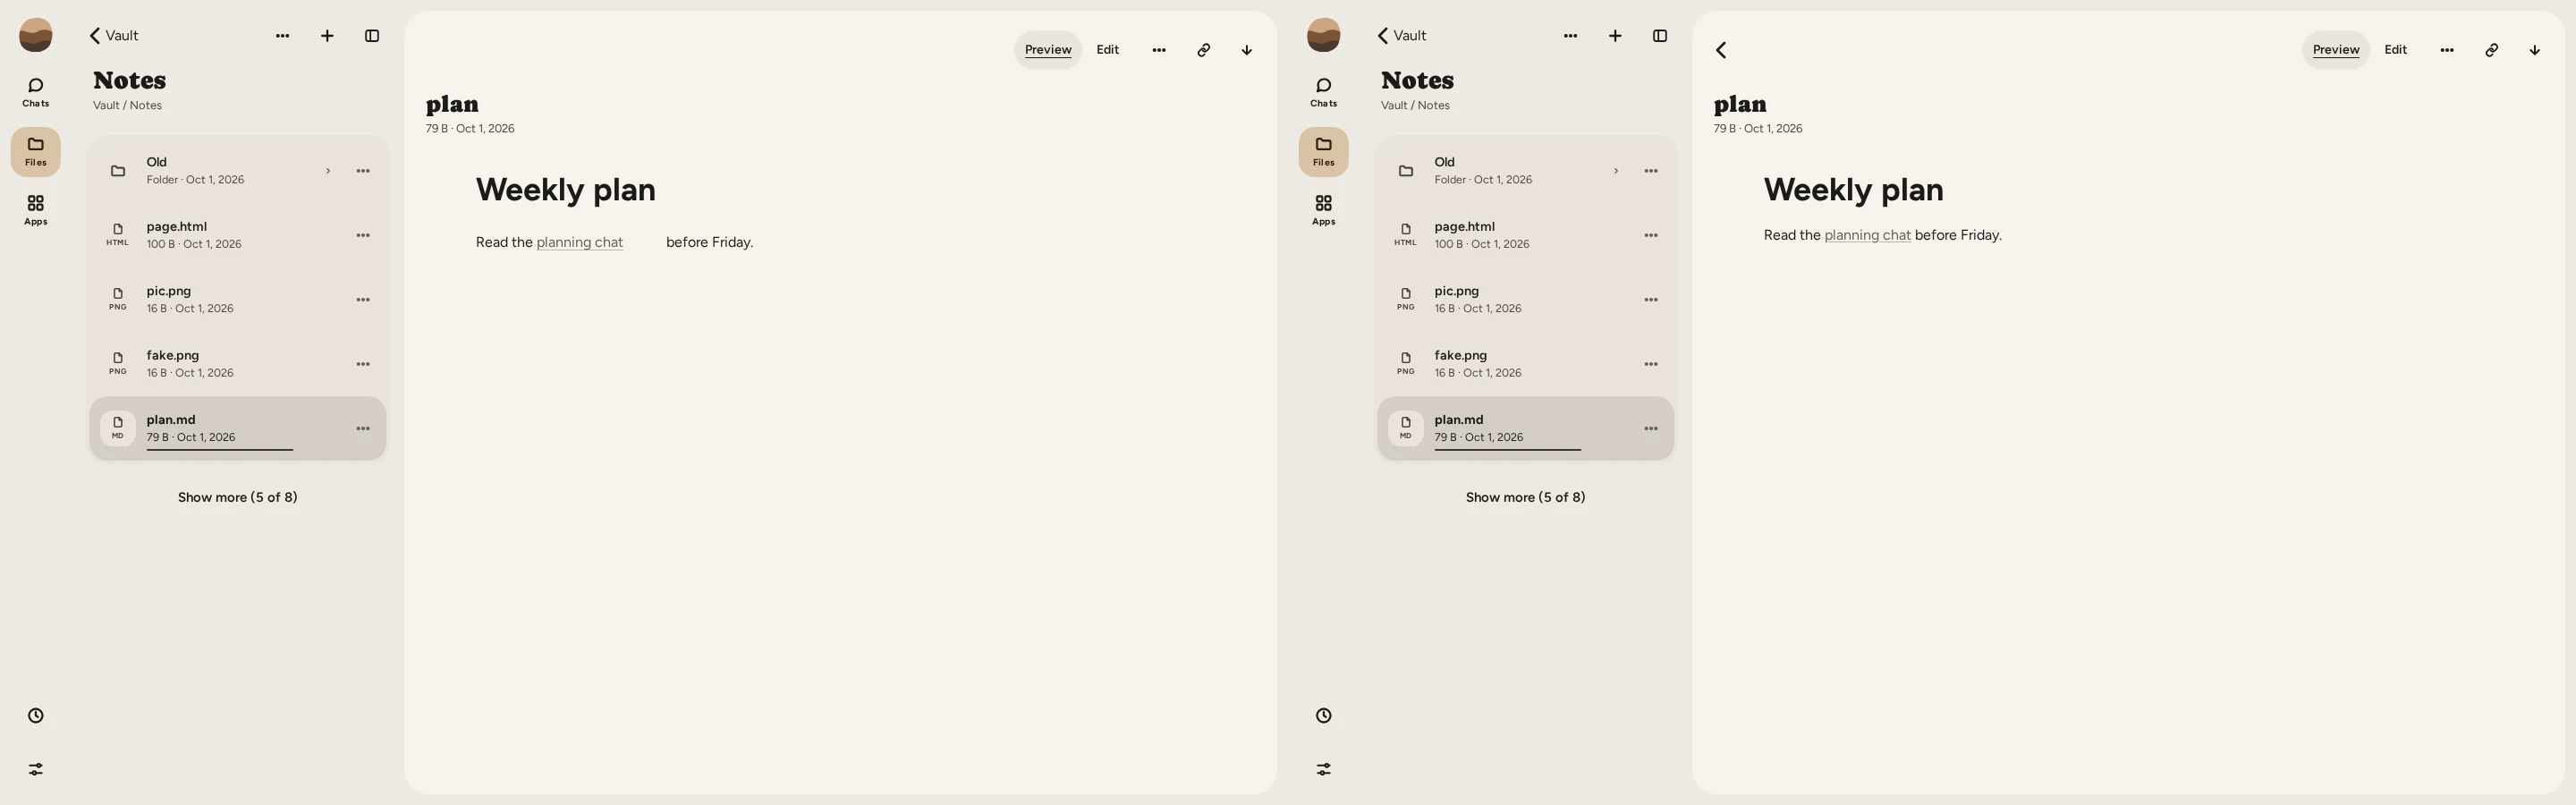 Vault
Notes
Vault / Notes
Chats
Files
Apps
Old
Folder · Oct 1, 2026
HTML
page.html
100 B · Oct 1, 2026
PNG
pic.png
16 B · Oct 1, 2026
PNG
fake.png
16 B · Oct 1, 2026
MD
plan.md
79 B · Oct 1, 2026
Show more (5 of 8)
Preview Edit
plan
79 B · Oct 1, 2026
Weekly plan
Read the planning chat before Friday.
Vault
Notes
Vault / Notes
Chats
Files
Apps
Old
Folder · Oct 1, 2026
HTML
page.html
100 B · Oct 1, 2026
PNG
pic.png
16 B · Oct 1, 2026
PNG
fake.png
16 B · Oct 1, 2026
MD
plan.md
79 B · Oct 1, 2026
Show more (5 of 8)
Preview Edit
plan
79 B · Oct 1, 2026
Weekly plan
Read the planning chat before Friday.